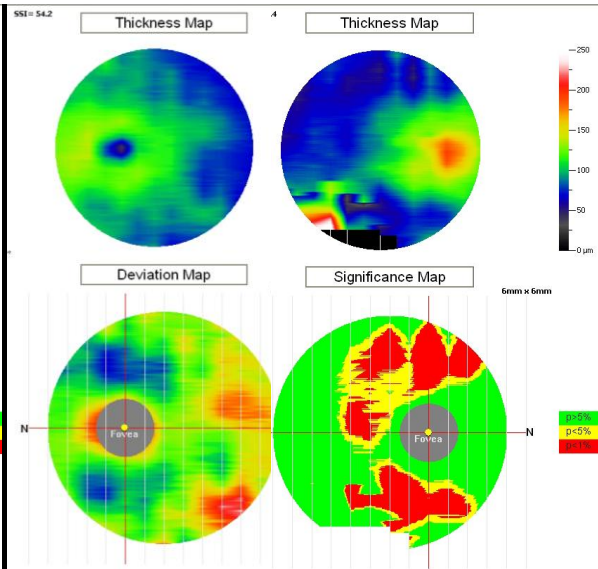 SSI= 54.2
Thickness Map
.4
Thickness Map
250
200
150
100
50
0 µm
Deviation Map
Significance Map
6mm x 6mm
N
Fovea
Fovea
N
p>5%
p<5%
p<1%